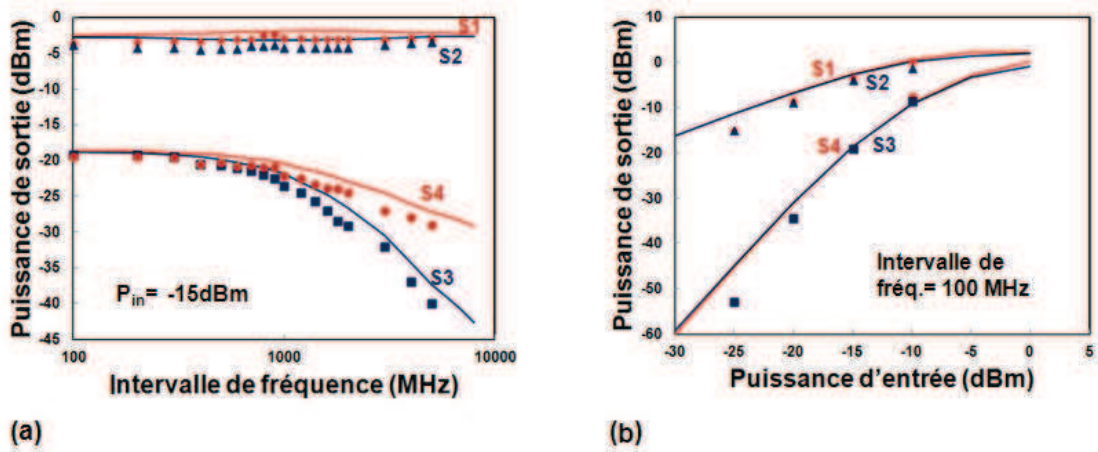 Puissance de sortie (dBm)
0
-5
-10
-15
-20
-25
-30
-35
-40
-45
S1
S2
S4
S3
P_in= -15dBm
100
1000
10000
Intervalle de fréquence (MHz)
(a)
Puissance de sortie (dBm)
10
0
-10
-20
-30
-40
-50
-60
S1
S2
S4
S3
Intervalle de
fréq.= 100 MHz
-30
-25
-20
-15
-10
-5
0
5
Puissance d'entrée (dBm)
(b)